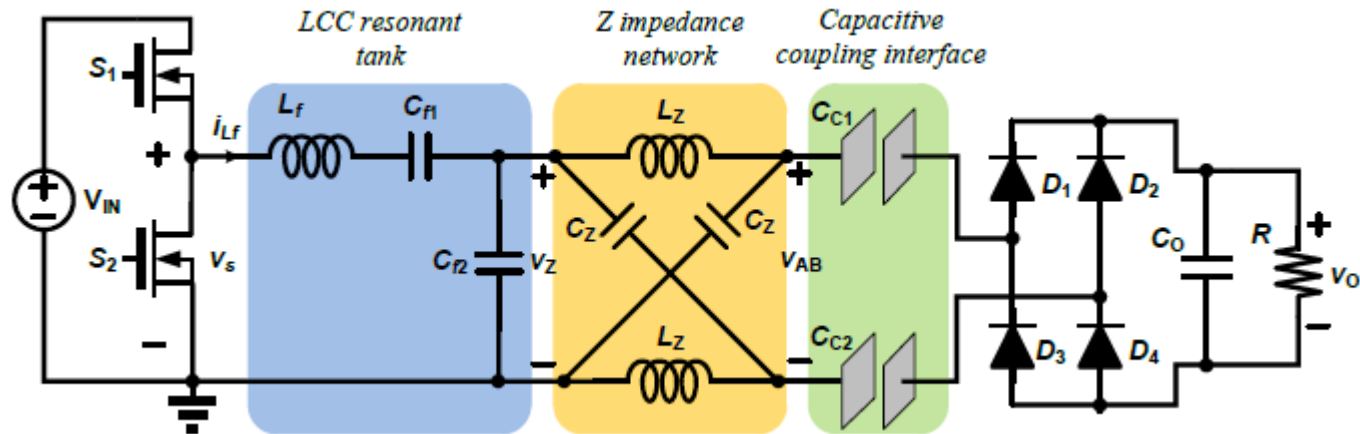 LCC resonant
tank
Z impedance
network
Capacitive
coupling interface
S1
Lf
Cf1
LZ
CC1
iLf
+
+
+
D1
D2
+
−
VIN
CZ
CZ
CO
R
+
S2
vs
Cf2
vZ
vAB
vO
−
−
−
−
LZ
CC2
D3
D4